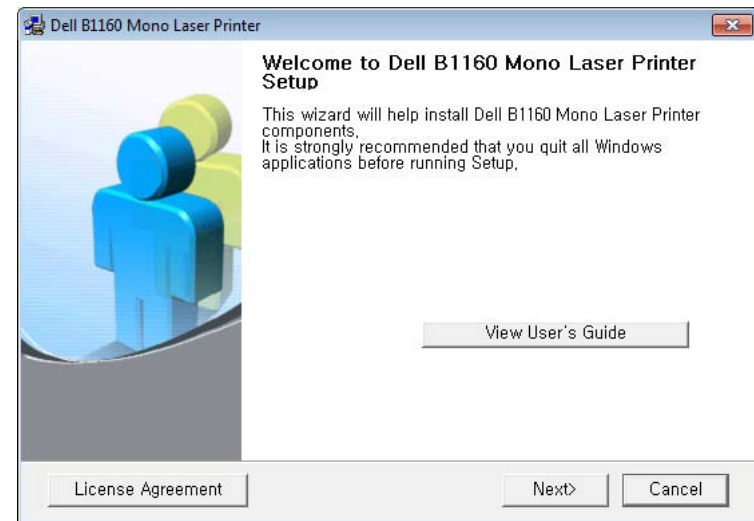 Dell B1160 Mono Laser Printer
Welcome to Dell B1160 Mono Laser Printer
Setup
This wizard will help install Dell B1160 Mono Laser Printer
components,
It is strongly recommended that you quit all Windows
applications before running Setup,
View User's Guide
License Agreement
Next>
Cancel